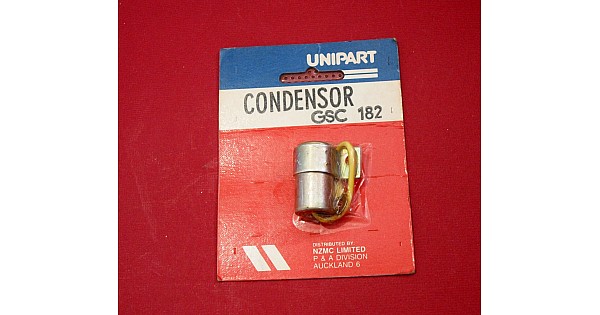 UNIPART
CONDENSOR
GSC 182
DISTRIBUTED BY:
NZMC LIMITED
P & A DIVISION
AUCKLAND 6